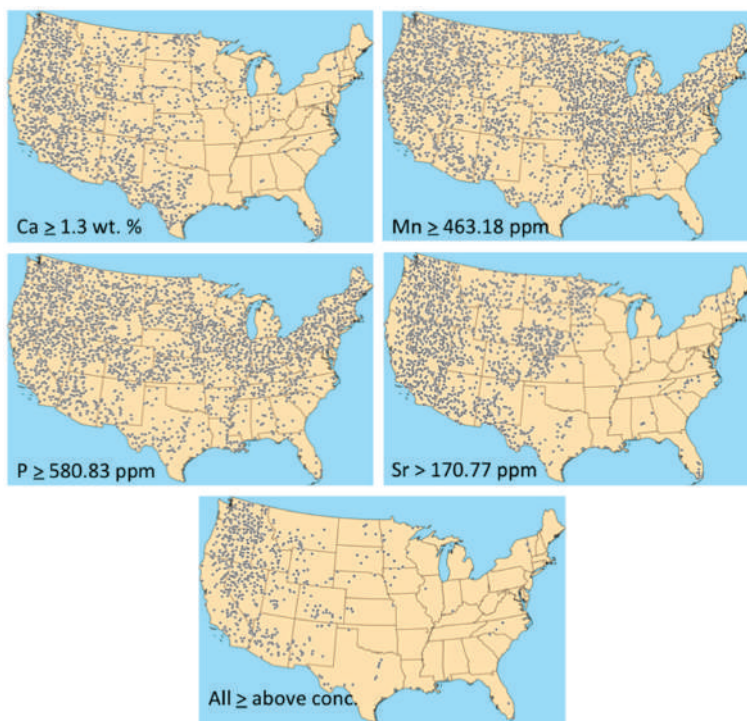 Ca ≥ 1.3 wt. %
Mn ≥ 463.18 ppm
P ≥ 580.83 ppm
Sr > 170.77 ppm
All ≥ above conc.